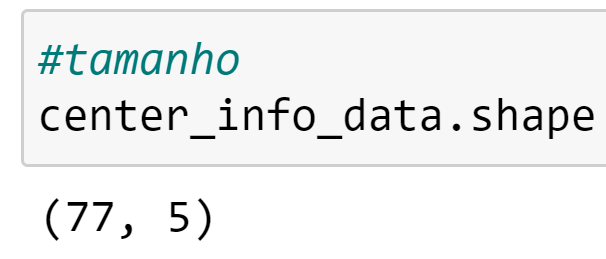 #tamanho
center_info_data.shape
(77, 5)